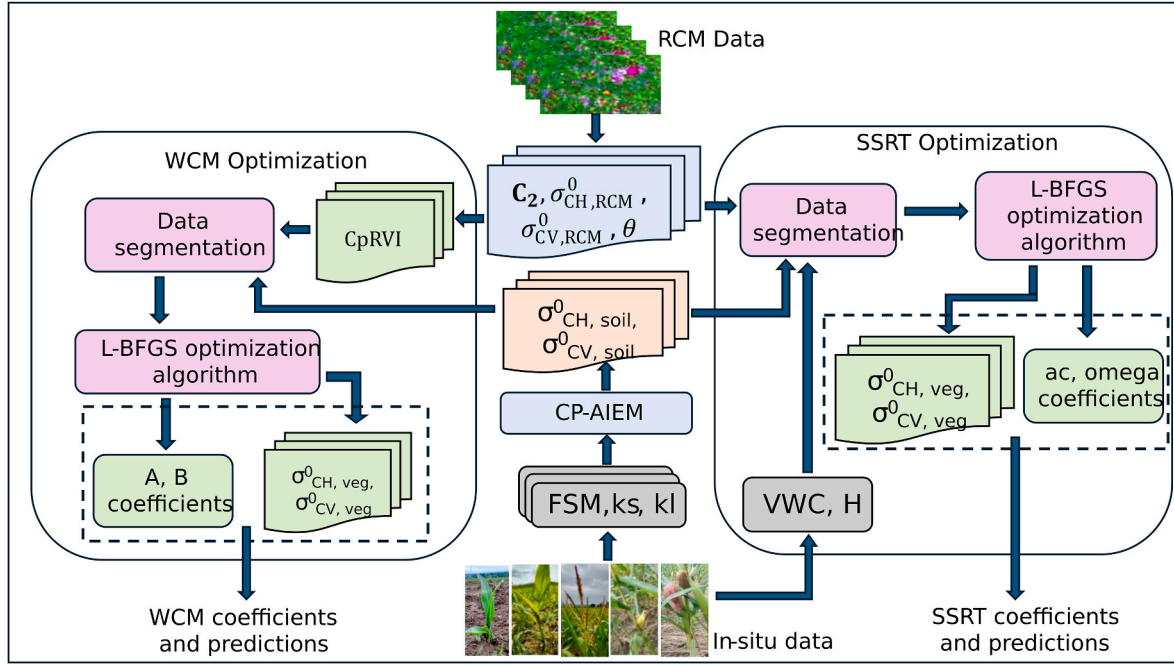 RCM Data
WCM Optimization
SSRT Optimization
C₂, σ⁰CH,RCM ,
σ⁰CV,RCM , θ
CpRVI
Data
segmentation
Data
segmentation
L-BFGS
optimization
algorithm
σ⁰CH, soil,
σ⁰CV, soil
L-BFGS optimization
algorithm
σ⁰CH, veg,
σ⁰CV, veg
ac, omega
coefficients
CP-AIEM
A, B
coefficients
σ⁰CH, veg,
σ⁰CV, veg
FSM,ks, kl
VWC, H
WCM coefficients
and predictions
In-situ data
SSRT coefficients
and predictions